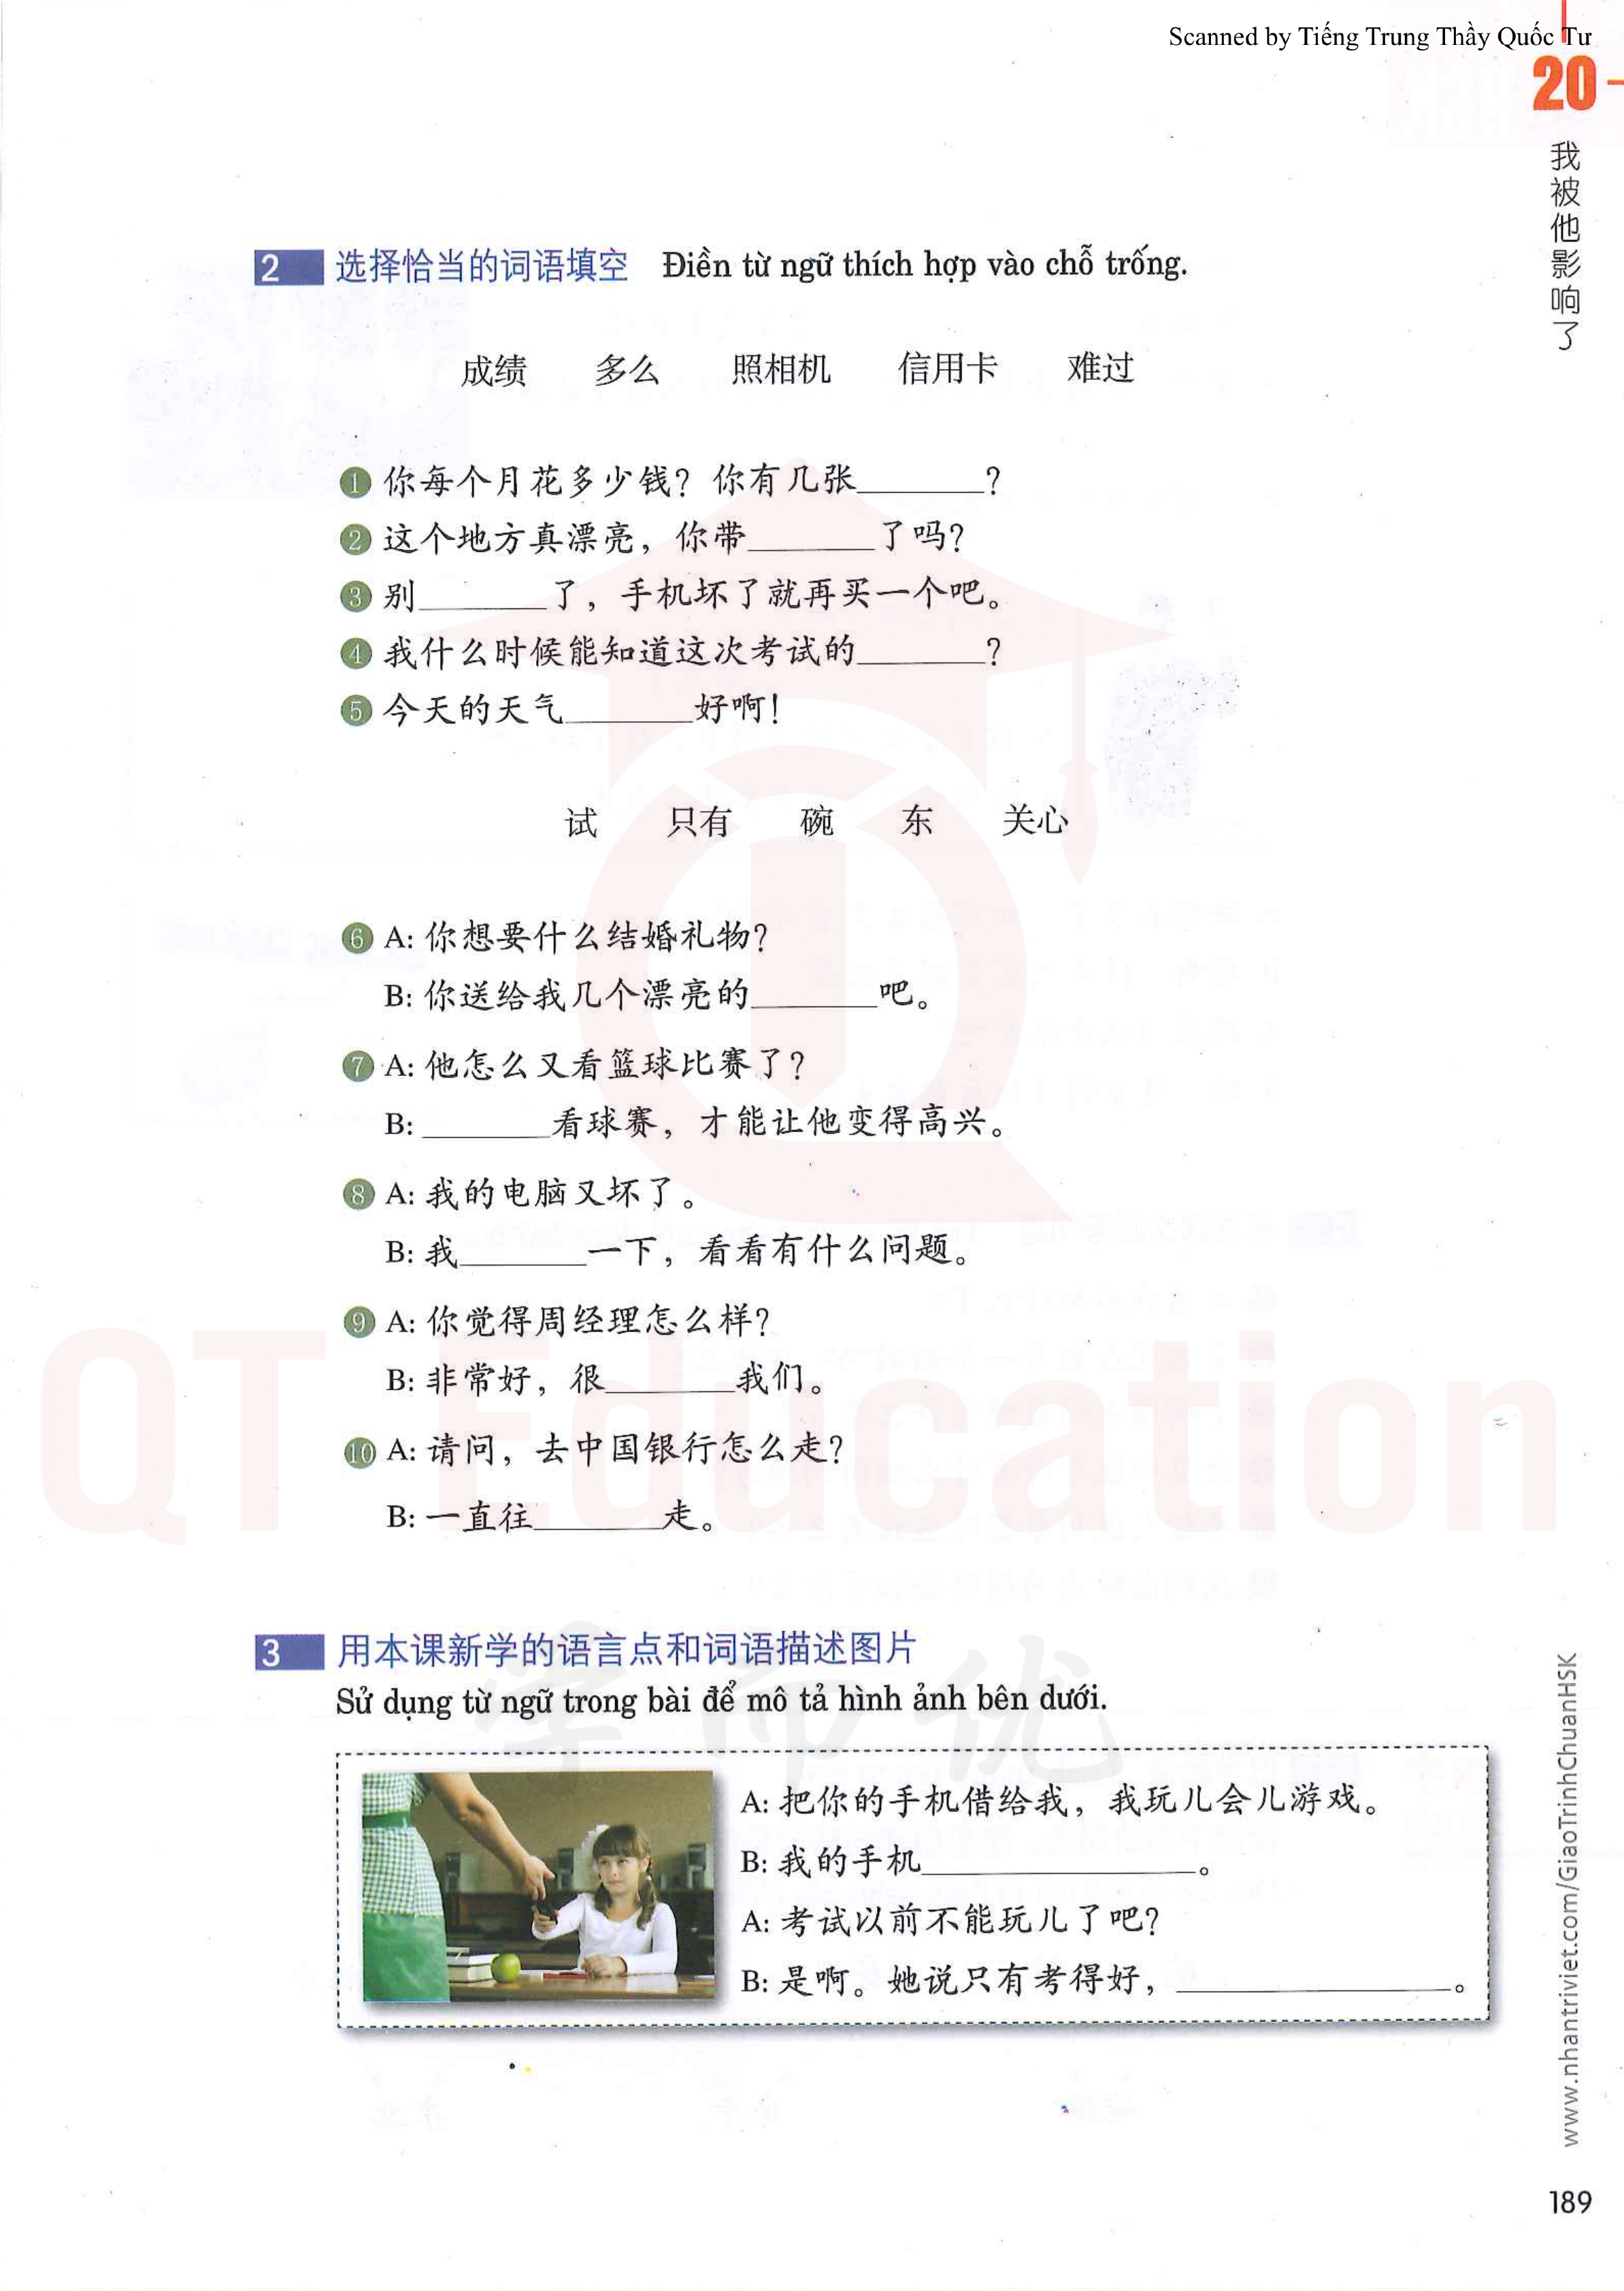 Scanned by Tiếng Trung Thầy Quốc Tư
20
我被他影响了
2 选择恰当的词语填空 Điền từ ngữ thích hợp vào chỗ trống.
成绩 多么 照相机 信用卡 难过
1 你每个月花多少钱？你有几张________？
2 这个地方真漂亮，你带________了吗？
3 别________了，手机坏了就再买一个吧。
4 我什么时候能知道这次考试的________？
5 今天的天气________好啊！
试 只有 碗 东 关心
6 A: 你想要什么结婚礼物？
B: 你送给我几个漂亮的________吧。
7 A: 他怎么又看篮球比赛了？
B: ________看球赛，才能让他变得高兴。
8 A: 我的电脑又坏了。
B: 我________一下，看看有什么问题。
9 A: 你觉得周经理怎么样？
B: 非常好，很________我们。
10 A: 请问，去中国银行怎么走？
B: 一直往________走。
QT Education
学而优
3 用本课新学的语言点和词语描述图片
Sử dụng từ ngữ trong bài để mô tả hình ảnh bên dưới.
A: 把你的手机借给我，我玩儿会儿游戏。
B: 我的手机________________。
A: 考试以前不能玩儿了吧？
B: 是啊。她说只有考得好，________________。
www.nhantriviet.com/GiaoTrinhChuanHSK
189